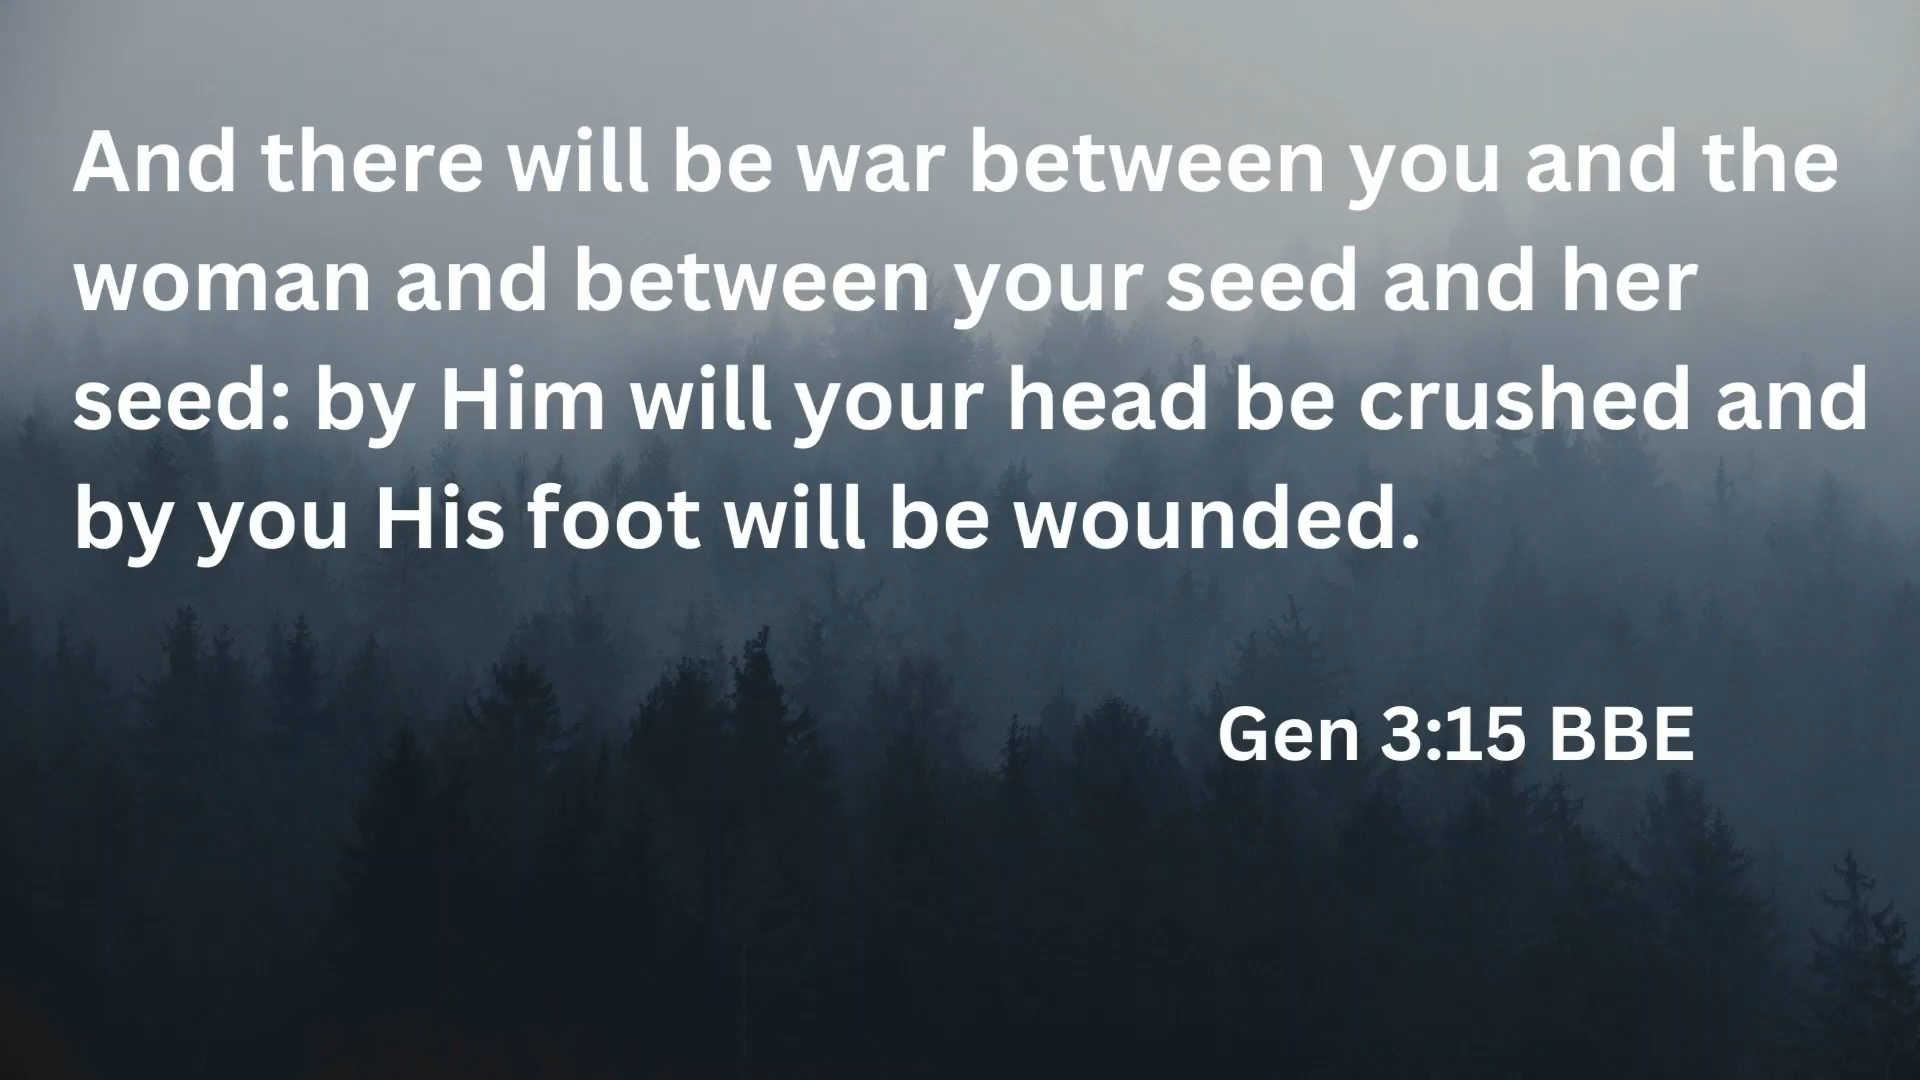 And there will be war between you and the
woman and between your seed and her
seed: by Him will your head be crushed and
by you His foot will be wounded.
Gen 3:15 BBE